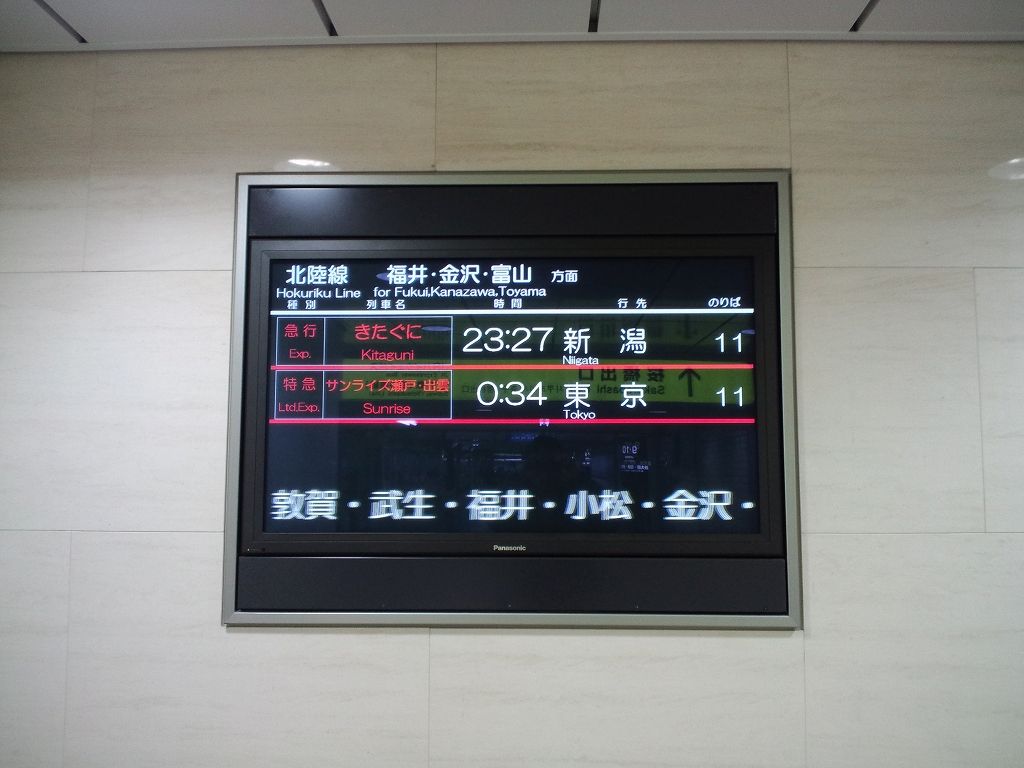 北陸線 福井・金沢・富山 方面
Hokuriku Line for Fukui,Kanazawa,Toyama
種別 列車名 時間 行先 のりば
急行 きたぐに 23:27 新潟 11
Exp. Kitaguni Niigata
特急 サンライズ瀬戸・出雲 0:34 東京 11
Ltd,Exp. Sunrise Tokyo
敦賀・武生・福井・小松・金沢・
Panasonic